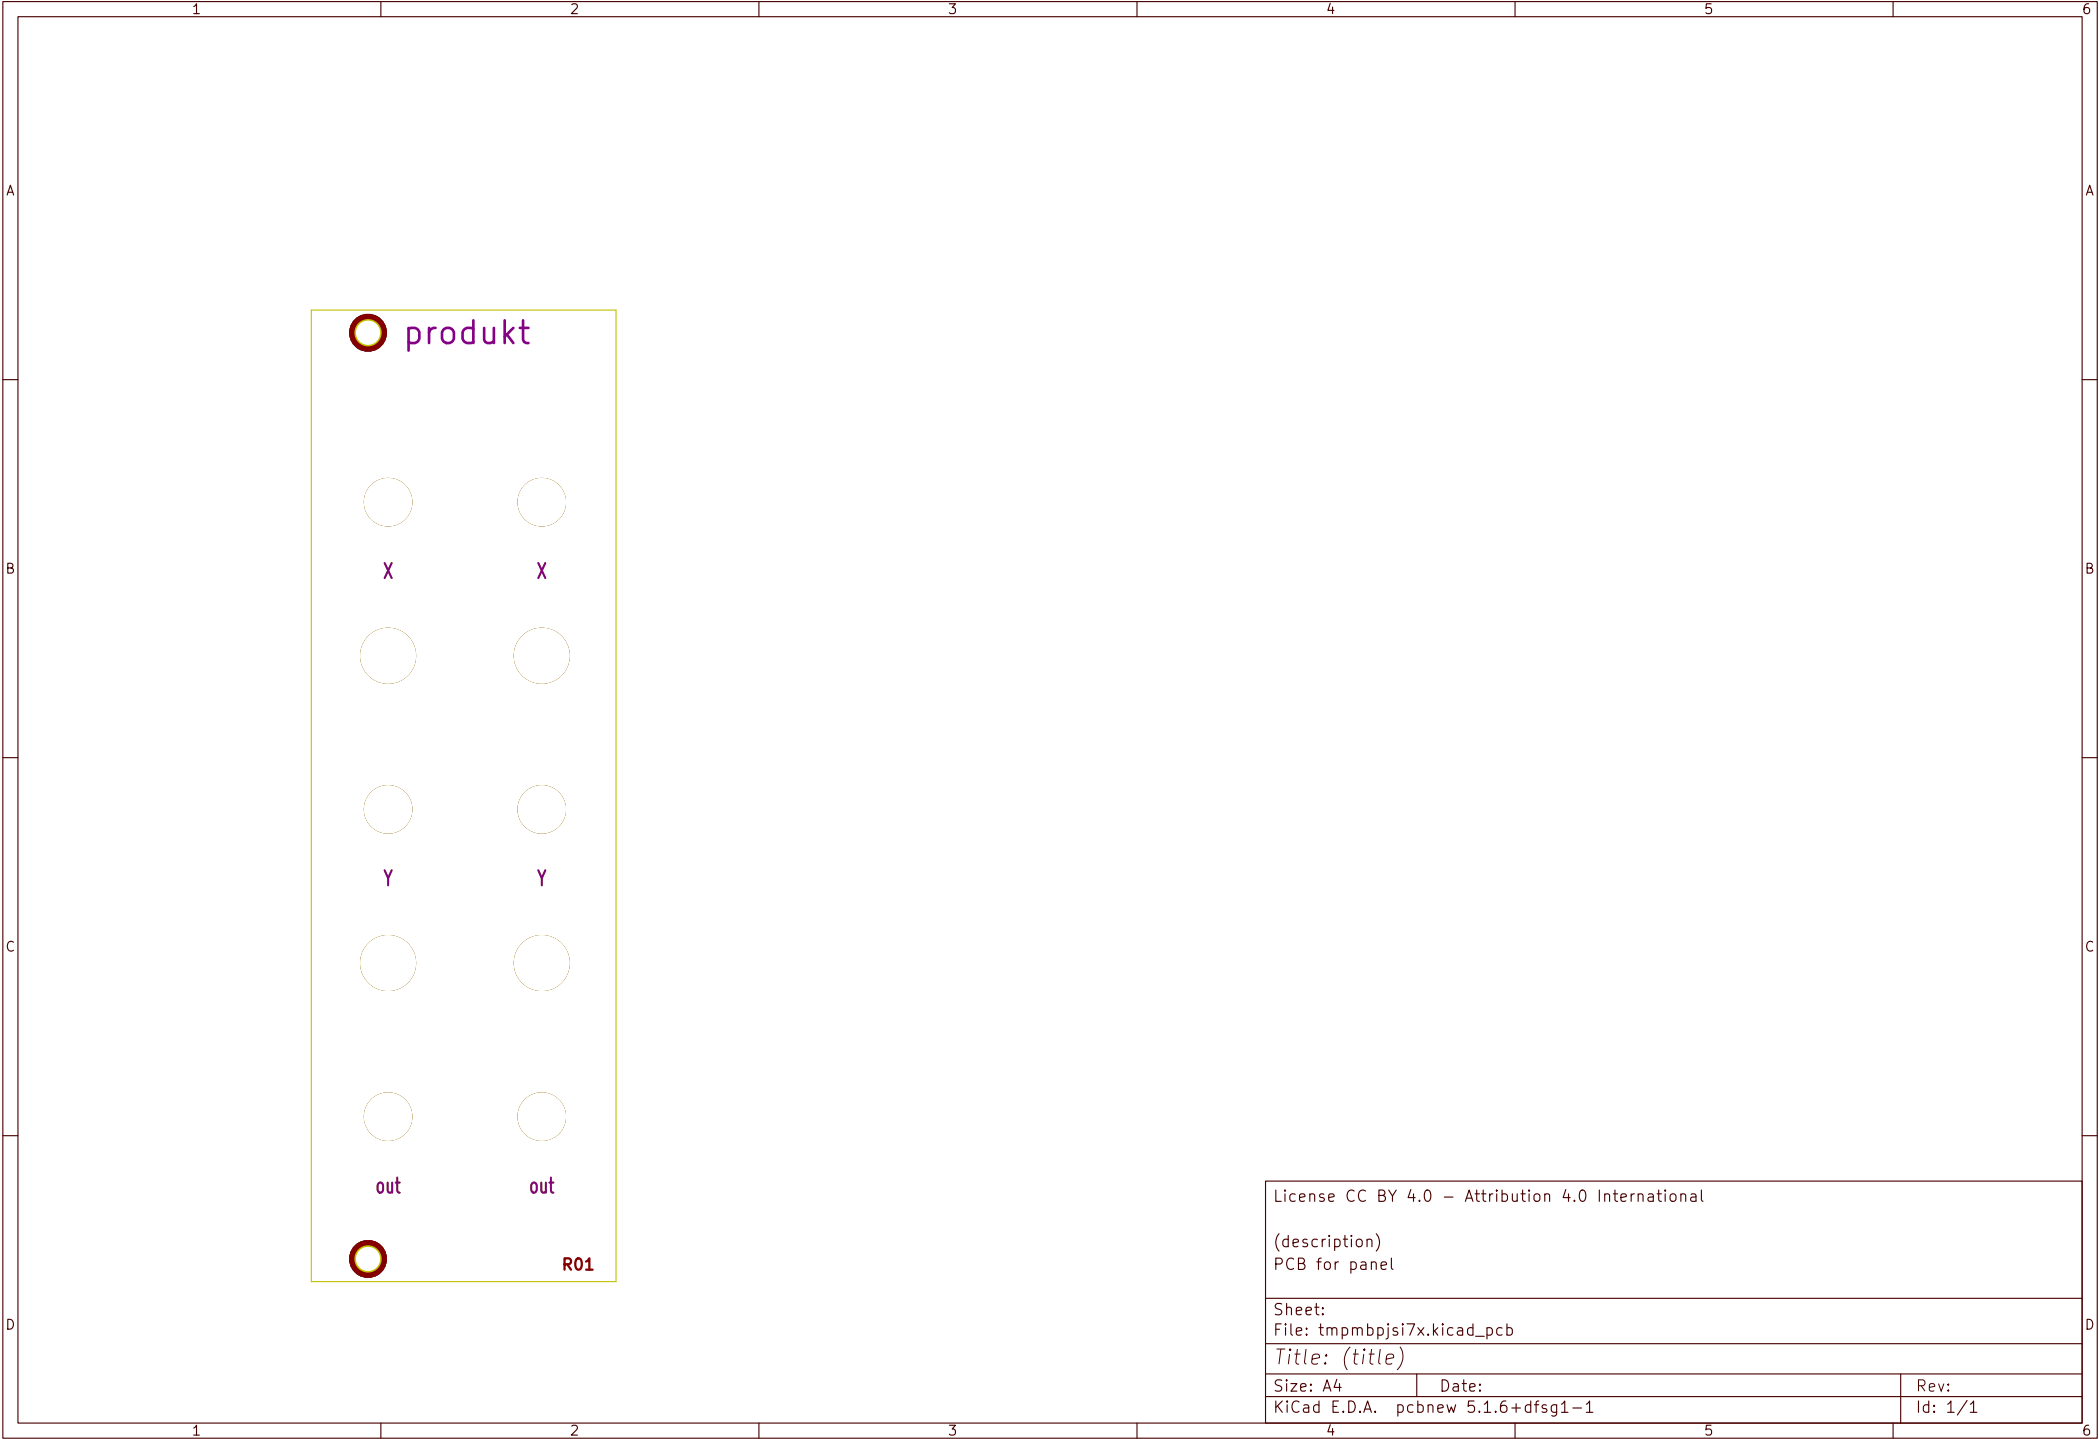 1 2 3 4 5 6
A A
produkt
X X
B B
Y Y
C C
out out
License CC BY 4.0 – Attribution 4.0 International
(description)
PCB for panel
R01
Sheet:
File: tmpmbpjsi7x.kicad_pcb
D D
Title: (title)
Size: A4 Date: Rev:
KiCad E.D.A. pcbnew 5.1.6+dfsg1-1 Id: 1/1
1 2 3 4 5 6